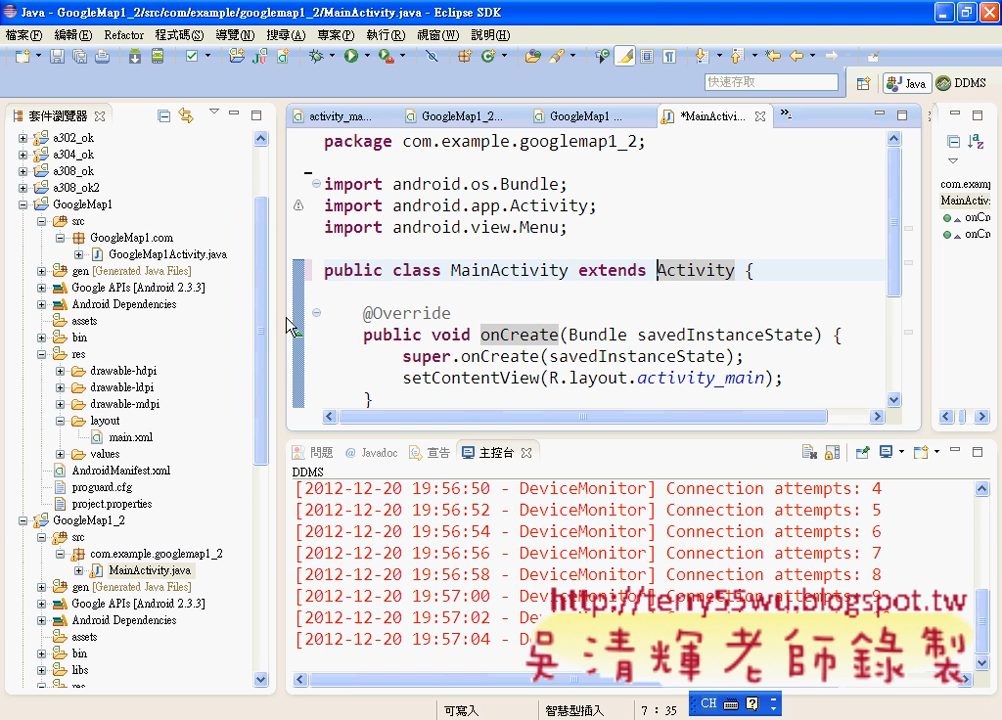 Java - GoogleMap1_2/src/com/example/googlemap1_2/MainActivity.java - Eclipse SDK
檔案(F) 編輯(E) Refactor 程式碼(S) 導覽(N) 搜尋(A) 專案(P) 執行(R) 視窗(W) 說明(H)
快速存取
Java
DDMS
套件瀏覽器
a302_ok
a304_ok
a308_ok
a308_ok2
GoogleMap1
src
GoogleMap1.com
GoogleMap1Activity.java
gen [Generated Java Files]
Google APIs [Android 2.3.3]
Android Dependencies
assets
bin
res
drawable-hdpi
drawable-ldpi
drawable-mdpi
layout
main.xml
values
AndroidManifest.xml
proguard.cfg
project.properties
GoogleMap1_2
src
com.example.googlemap1_2
MainActivity.java
gen [Generated Java Files]
Google APIs [Android 2.3.3]
Android Dependencies
assets
bin
libs
res
activity_ma...
GoogleMap1_2...
GoogleMap1 ...
*MainActivi...
package com.example.googlemap1_2;
import android.os.Bundle;
import android.app.Activity;
import android.view.Menu;
public class MainActivity extends Activity {
@Override
public void onCreate(Bundle savedInstanceState) {
super.onCreate(savedInstanceState);
setContentView(R.layout.activity_main);
}
com.examp
MainActiv
onCr
onCr
問題 @ Javadoc 宣告 主控台
DDMS
[2012-12-20 19:56:50 - DeviceMonitor] Connection attempts: 4
[2012-12-20 19:56:52 - DeviceMonitor] Connection attempts: 5
[2012-12-20 19:56:54 - DeviceMonitor] Connection attempts: 6
[2012-12-20 19:56:56 - DeviceMonitor] Connection attempts: 7
[2012-12-20 19:56:58 - DeviceMonitor] Connection attempts: 8
[2012-12-20 19:57:00 -
[2012-12-20 19:57:02 -
[2012-12-20 19:57:04 - D
http://terry55wu.blogspot.tw
吳清輝老師錄製
可寫入
智慧型插入
7 : 35
CH